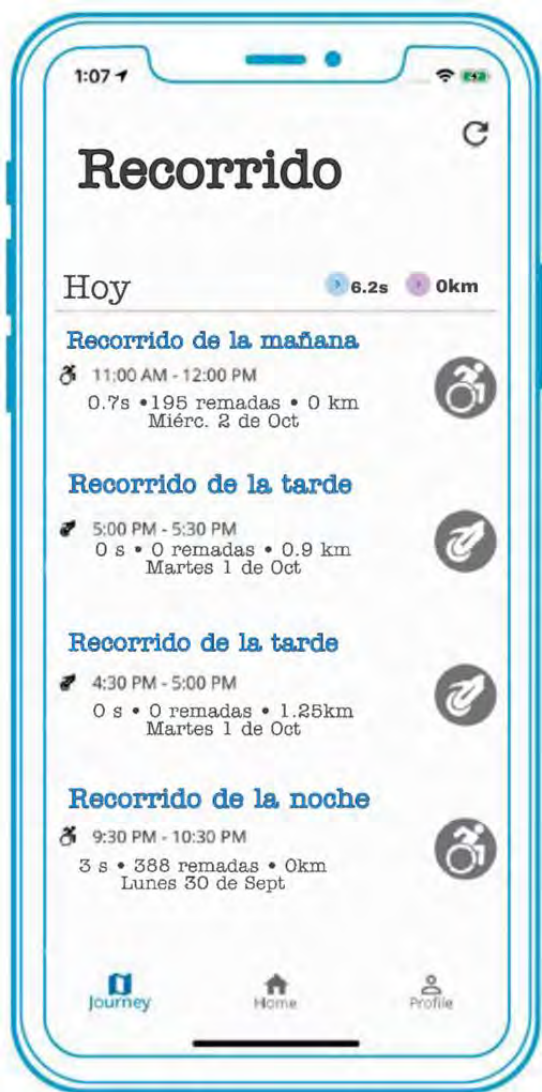 1:07
Recorrido
Hoy 6.2s 0km
Recorrido de la mañana
11:00 AM - 12:00 PM
0.7s •195 remadas • 0 km
Miérc. 2 de Oct
Recorrido de la tarde
5:00 PM - 5:30 PM
0 s • 0 remadas • 0.9 km
Martes 1 de Oct
Recorrido de la tarde
4:30 PM - 5:00 PM
0 s • 0 remadas • 1.25km
Martes 1 de Oct
Recorrido de la noche
9:30 PM - 10:30 PM
3 s • 388 remadas • 0km
Lunes 30 de Sept
Journey Home Profile